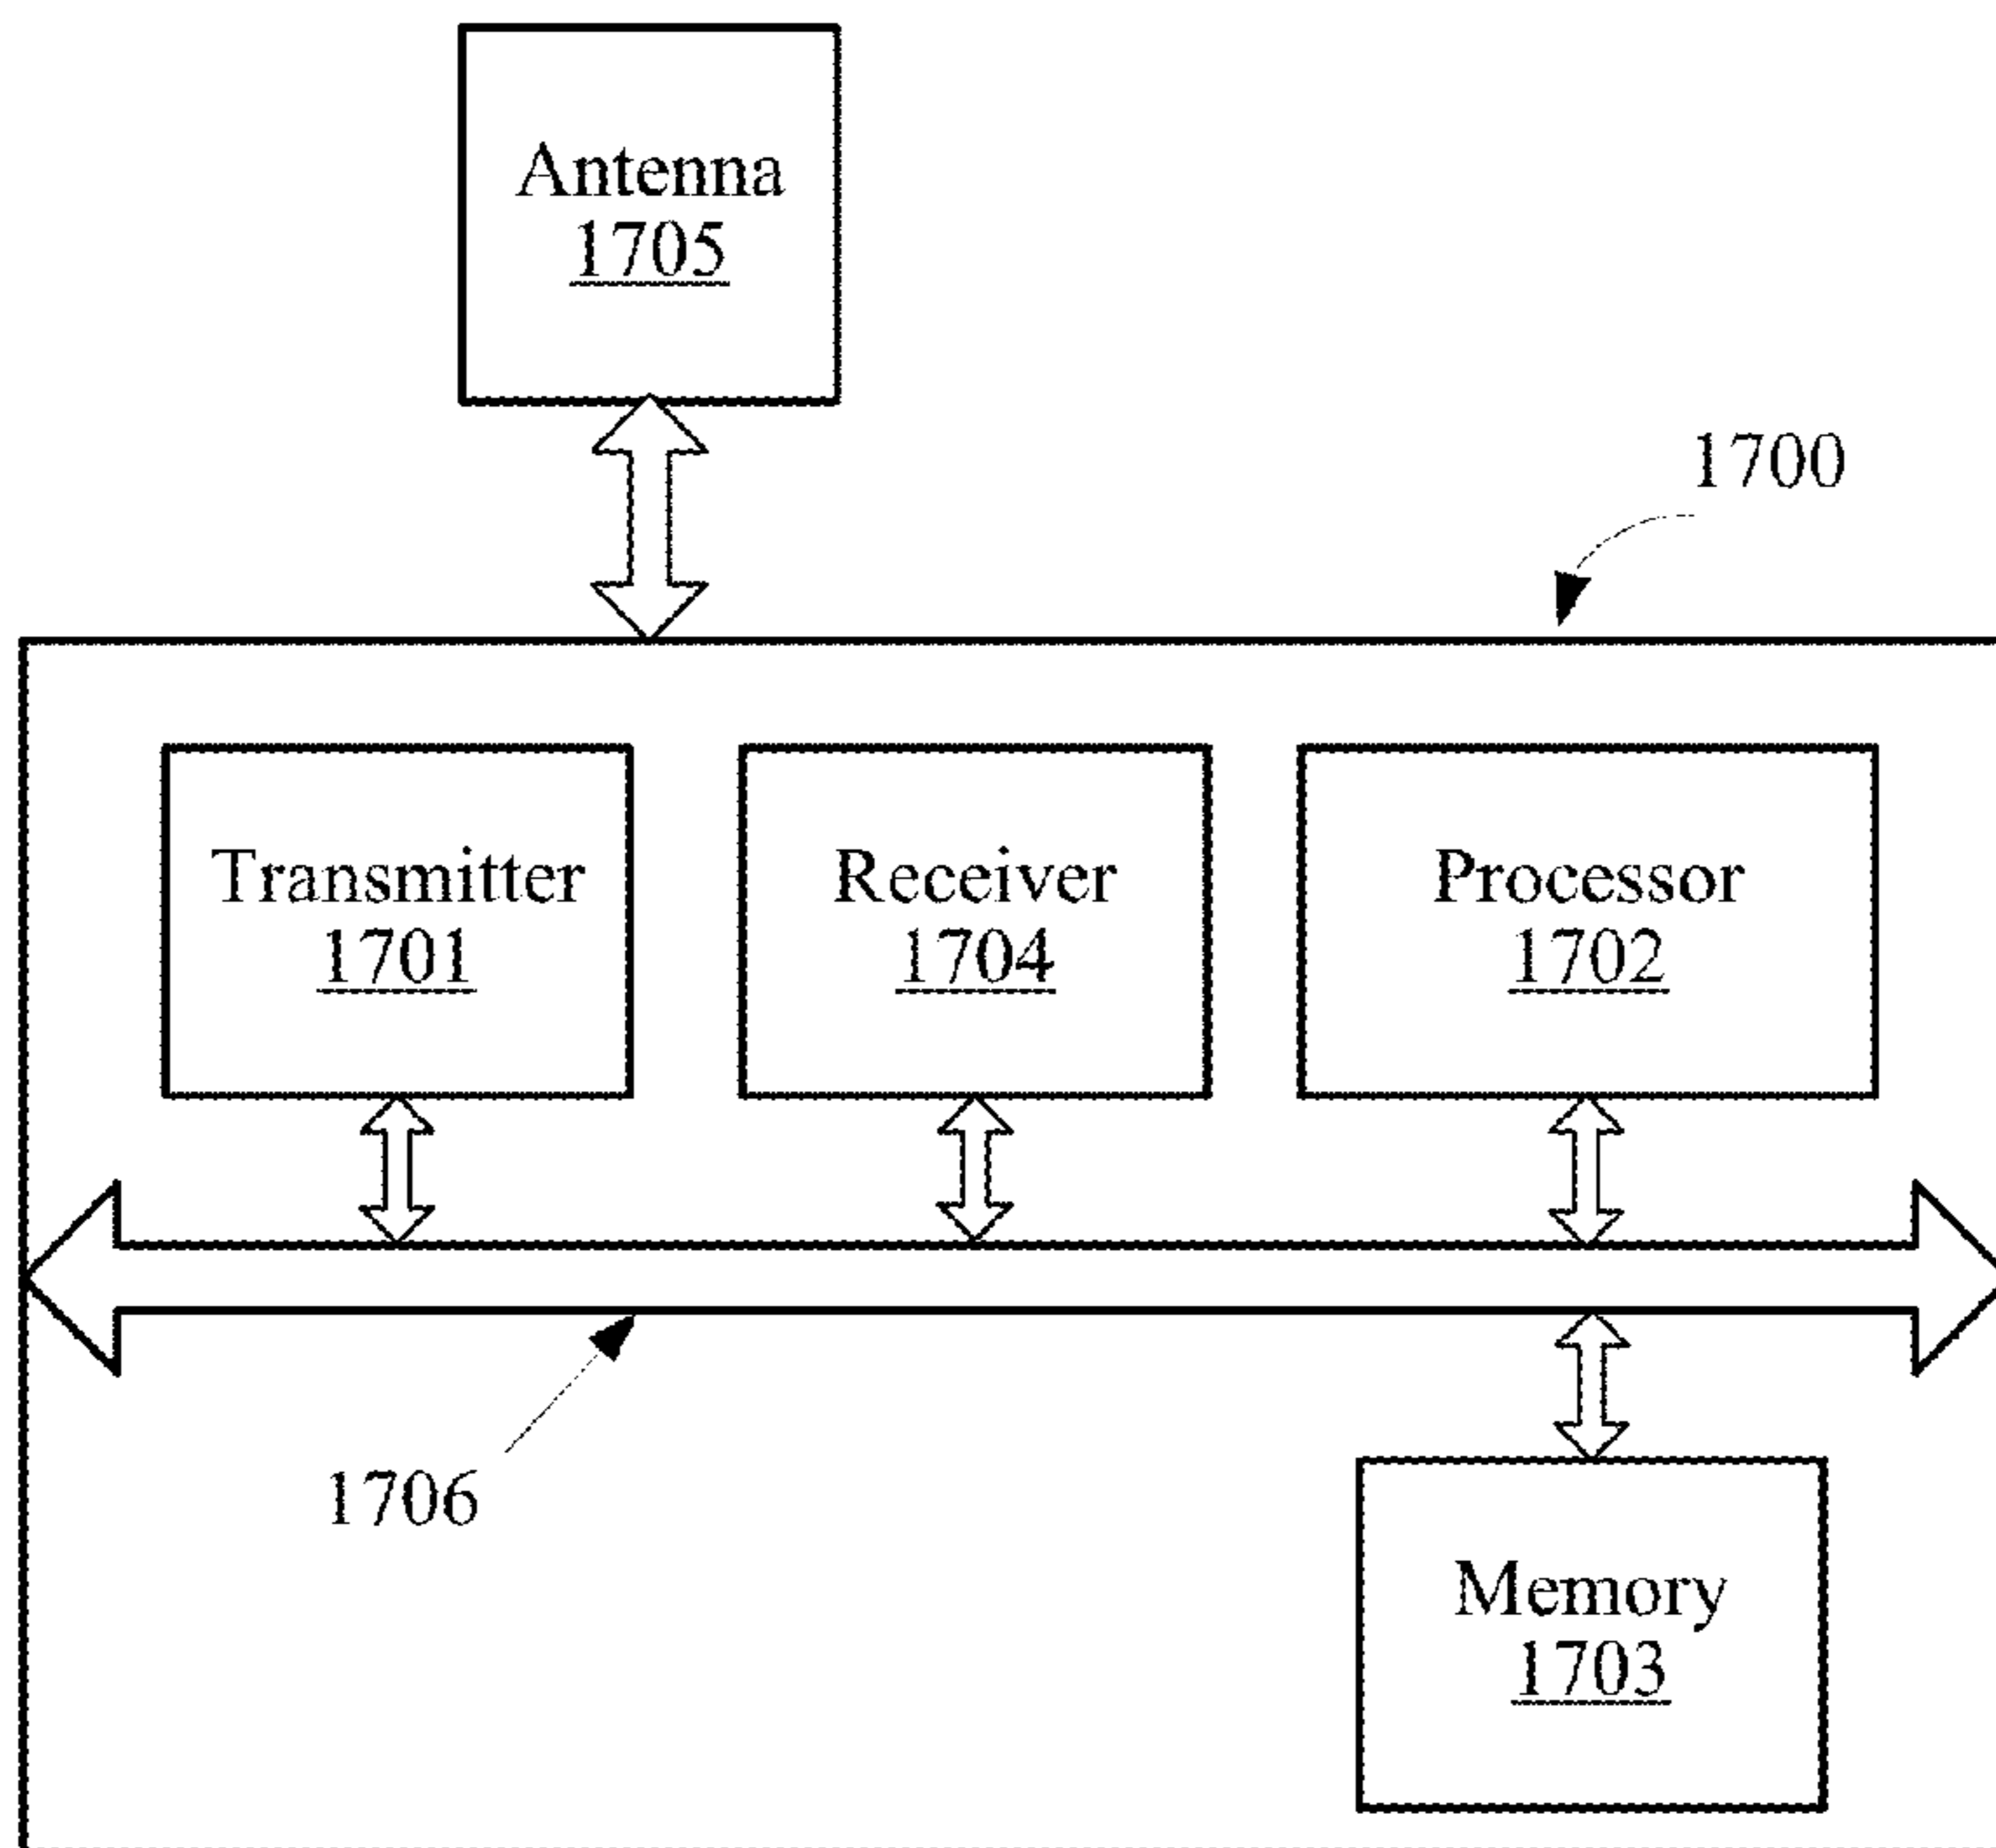 Antenna
1705
1700
Transmitter
1701
Receiver
1704
Processor
1702
1706
Memory
1703